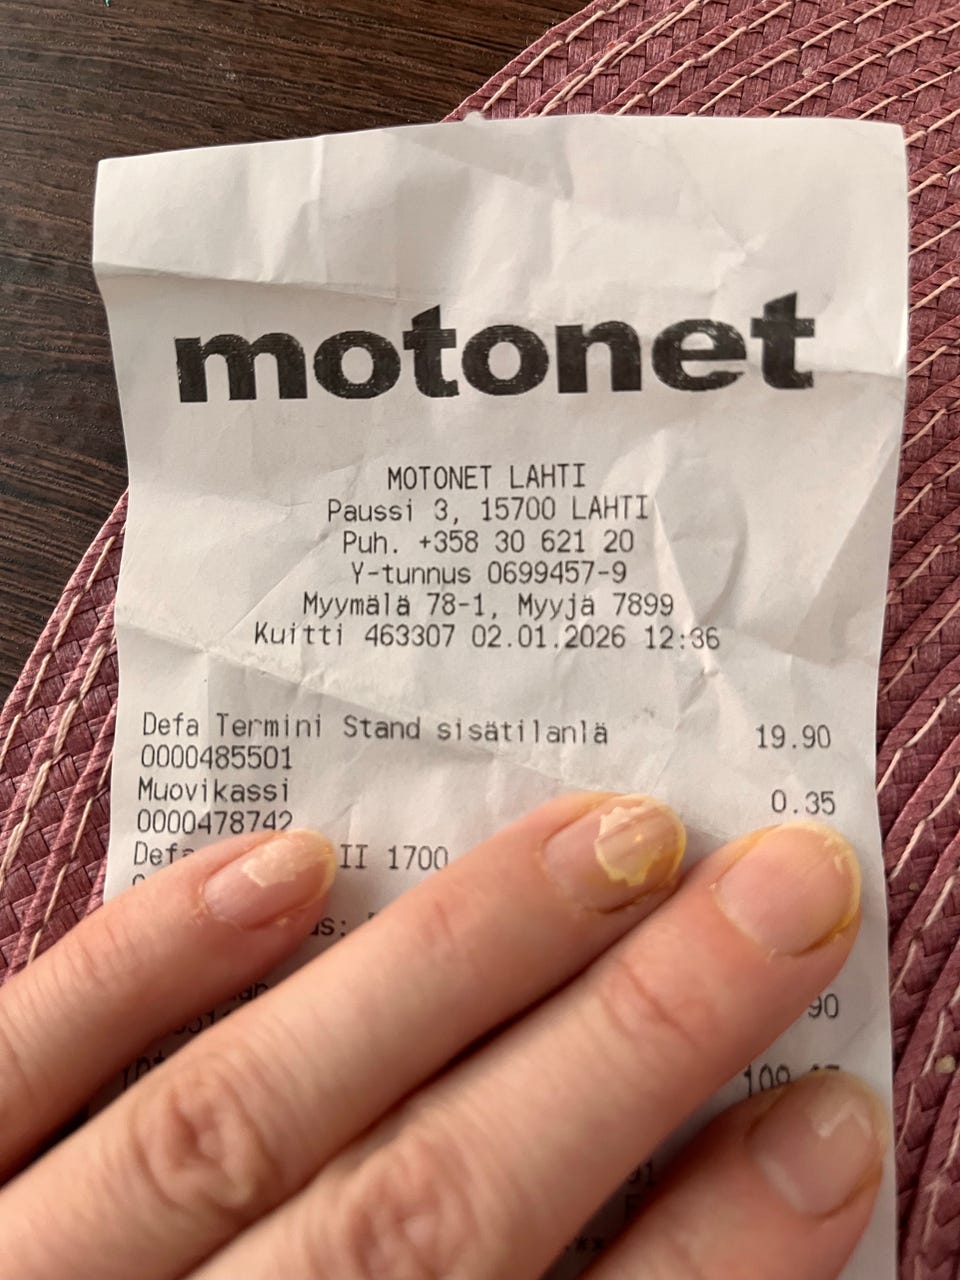 motonet
MOTONET LAHTI
Paussi 3, 15700 LAHTI
Puh. +358 30 621 20
Y-tunnus 0699457-9
Myymälä 78-1, Myyjä 7899
Kuitti 463307 02.01.2026 12:36
Defa Termini Stand sisätilanlä 19.90
0000485501
Muovikassi 0.35
0000478742
Defa II 1700
90